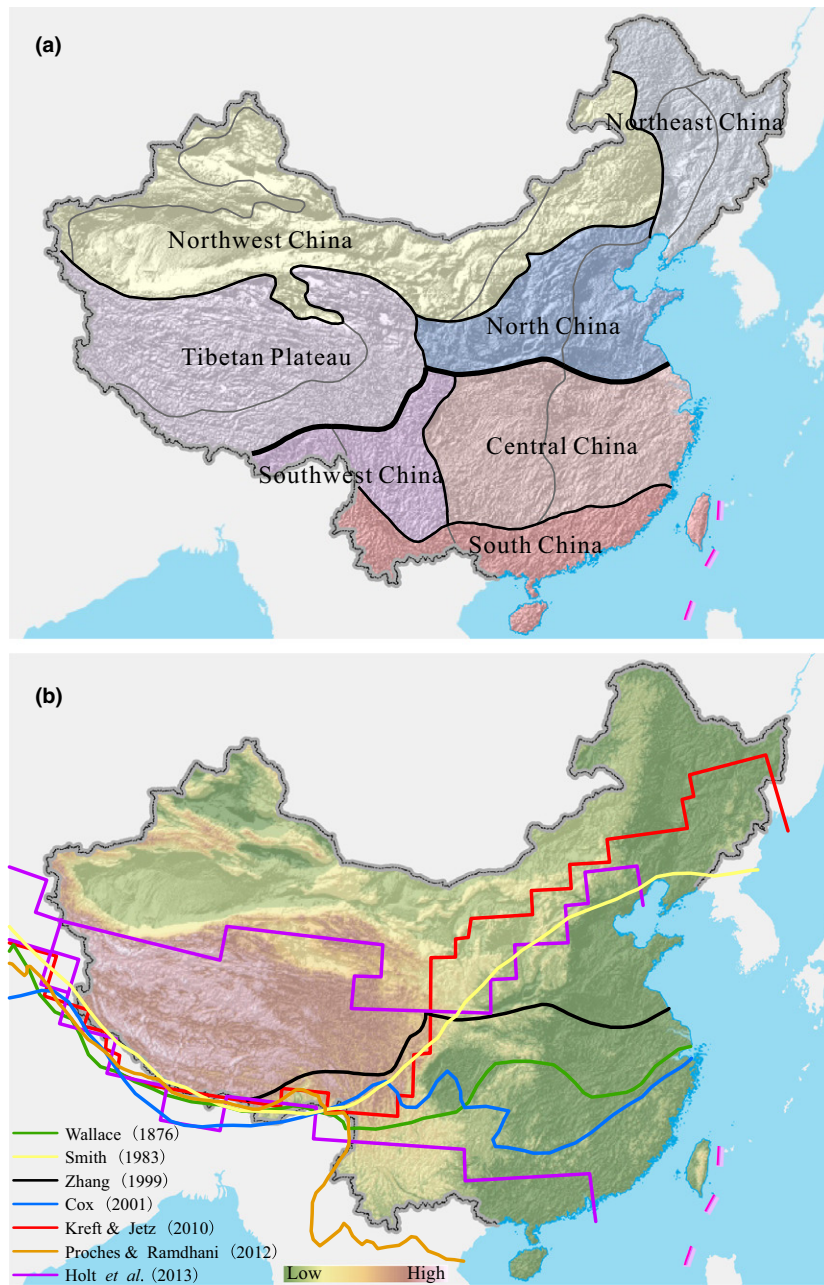 (a)
Northeast China
Northwest China
North China
Tibetan Plateau
Central China
Southwest China
South China
(b)
Wallace (1876)
Smith (1983)
Zhang (1999)
Cox (2001)
Kreft & Jetz (2010)
Proches & Ramdhani (2012)
Holt et al. (2013)
Low High